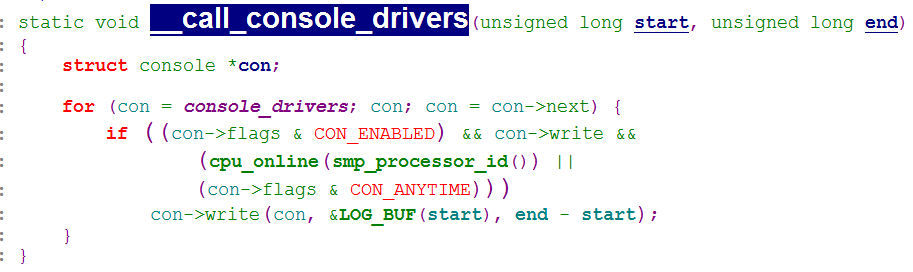 : static void __call_console_drivers(unsigned long start, unsigned long end)
: {
:     struct console *con;
:
:     for (con = console_drivers; con; con = con->next) {
:         if ((con->flags & CON_ENABLED) && con->write &&
:                 (cpu_online(smp_processor_id()) ||
:                 (con->flags & CON_ANYTIME)))
:             con->write(con, &LOG_BUF(start), end - start);
:     }
: }